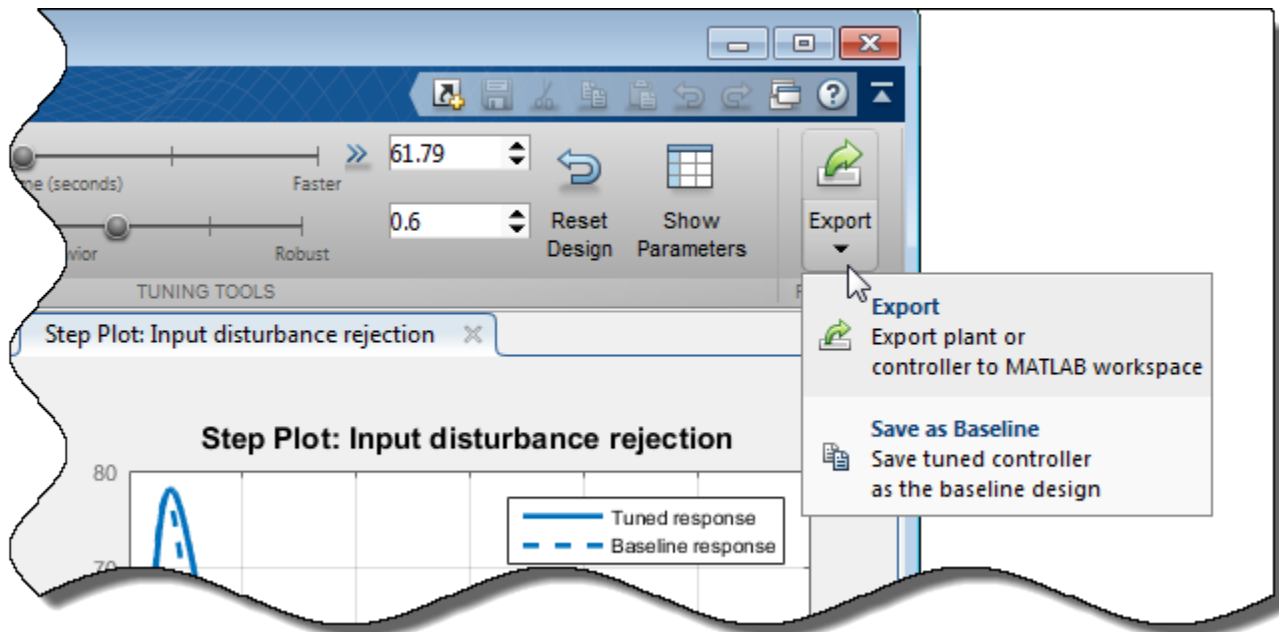 61.79
(seconds)
Faster
0.6
Robust
Reset
Design
Show
Parameters
Export
TUNING TOOLS
Export
Export plant or
controller to MATLAB workspace
Save as Baseline
Save tuned controller
as the baseline design
Step Plot: Input disturbance rejection
Step Plot: Input disturbance rejection
80
70
Tuned response
Baseline response